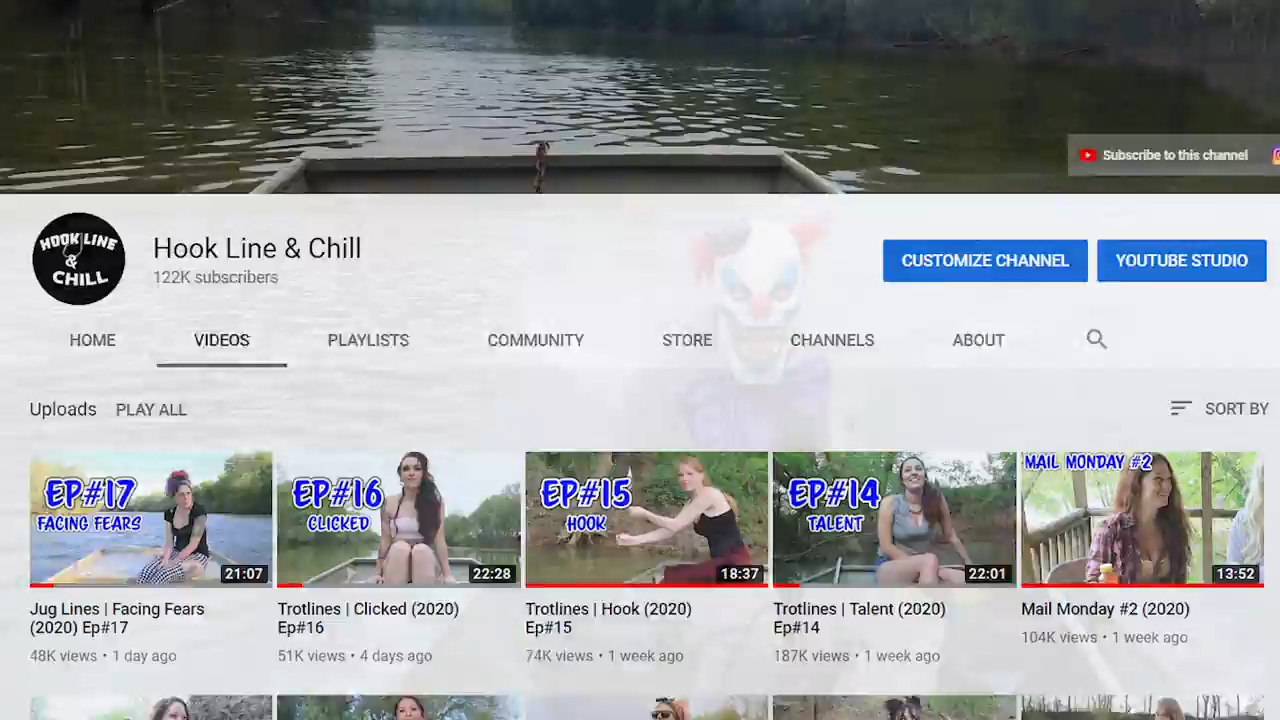 Subscribe to this channel
HOOK LINE
&
CHILL
Hook Line & Chill
122K subscribers
CUSTOMIZE CHANNEL
YOUTUBE STUDIO
HOME
VIDEOS
PLAYLISTS
COMMUNITY
STORE
CHANNELS
ABOUT
Uploads
PLAY ALL
SORT BY
EP#17
FACING FEARS
21:07
EP#16
CLICKED
22:28
EP#15
HOOK
18:37
EP#14
TALENT
22:01
MAIL MONDAY #2
13:52
Jug Lines | Facing Fears
(2020) Ep#17
48K views • 1 day ago
Trotlines | Clicked (2020)
Ep#16
51K views • 4 days ago
Trotlines | Hook (2020)
Ep#15
74K views • 1 week ago
Trotlines | Talent (2020)
Ep#14
187K views • 1 week ago
Mail Monday #2 (2020)
104K views • 1 week ago